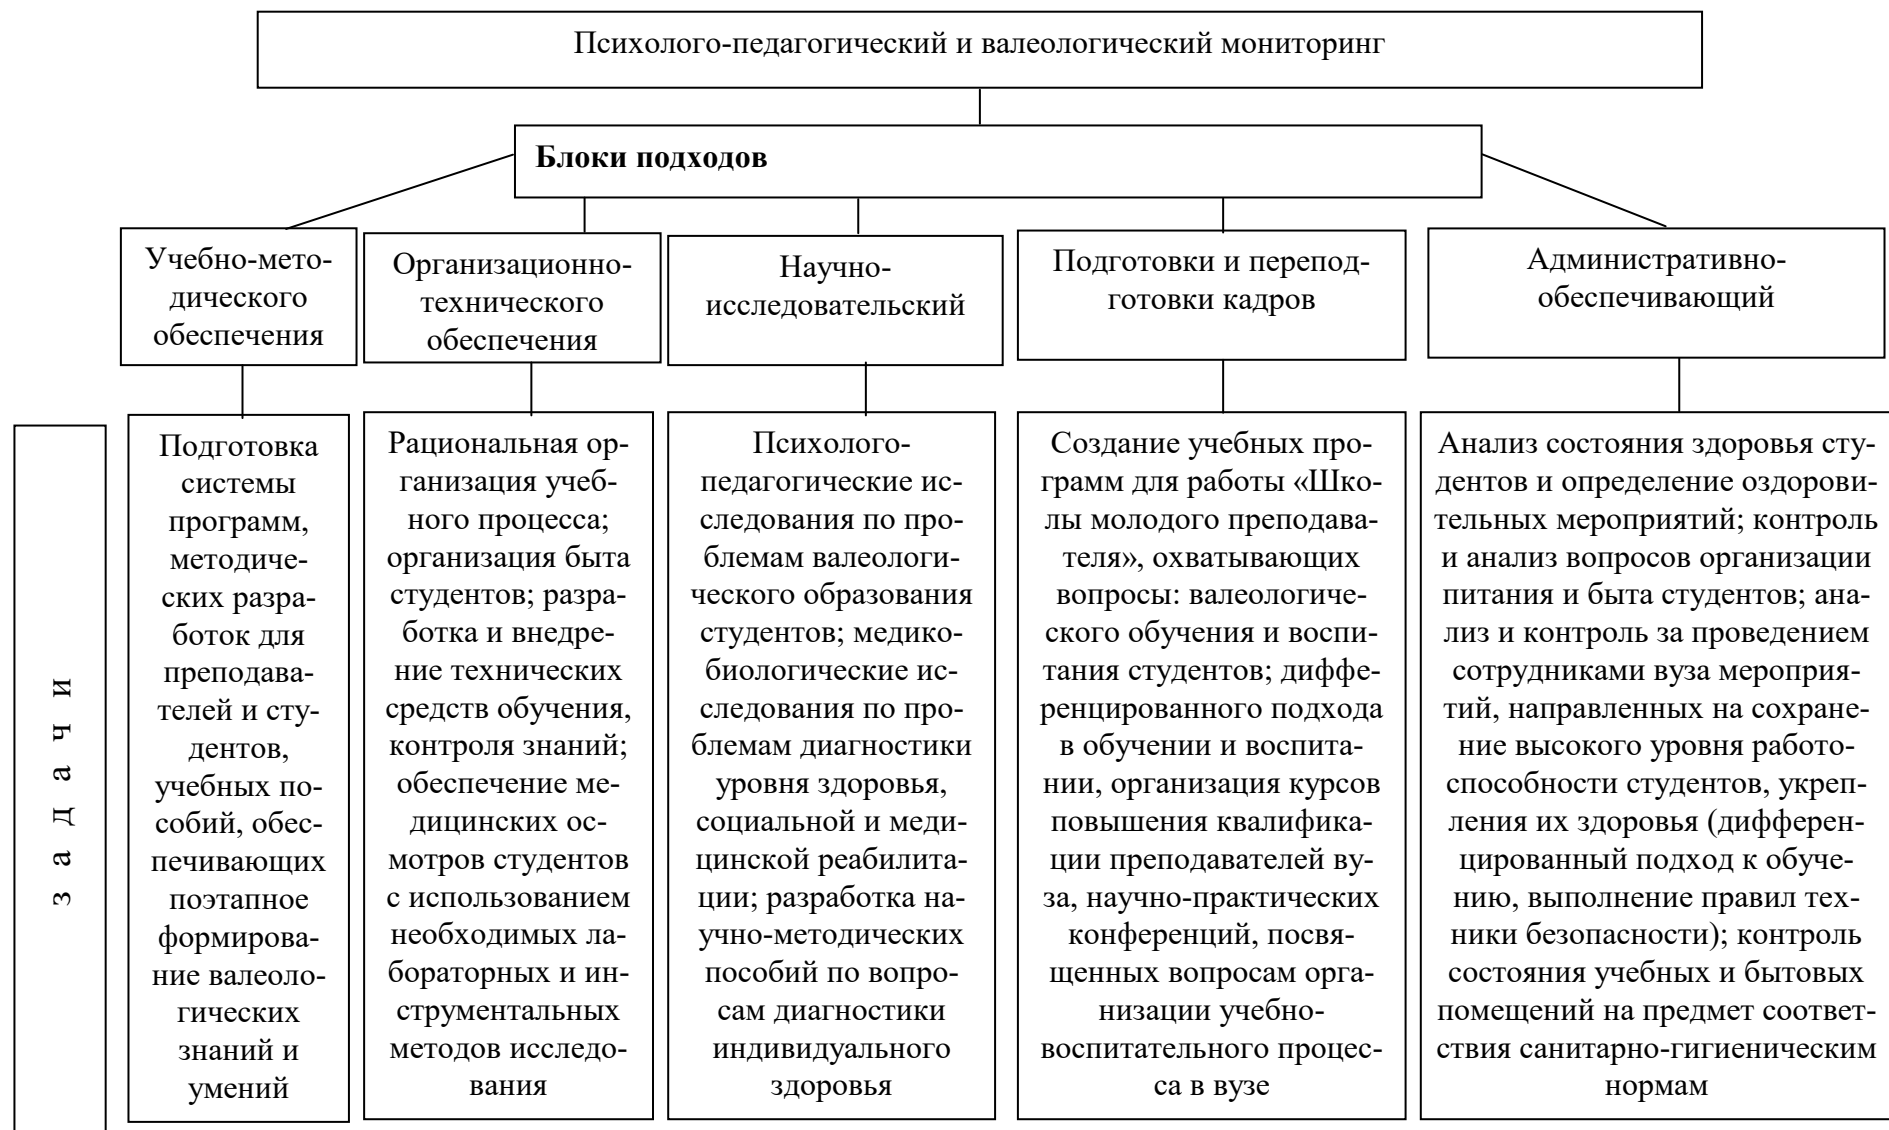 Психолого-педагогический и валеологический мониторинг
Блоки подходов
Учебно-мето-
дического
обеспечения
Организационно-
технического
обеспечения
Научно-
исследовательский
Подготовки и перепод-
готовки кадров
Административно-
обеспечивающий
задачи
Подготовка
системы
программ,
методиче-
ских разра-
боток для
преподава-
телей и сту-
дентов,
учебных по-
собий, обес-
печивающих
поэтапное
формирова-
ние валеоло-
гических
знаний и
умений
Рациональная ор-
ганизация учеб-
ного процесса;
организация быта
студентов; разра-
ботка и внедре-
ние технических
средств обучения,
контроля знаний;
обеспечение ме-
дицинских ос-
мотров студентов
с использованием
необходимых ла-
бораторных и ин-
струментальных
методов исследо-
вания
Психолого-
педагогические ис-
следования по про-
блемам валеологи-
ческого образования
студентов; медико-
биологические ис-
следования по про-
блемам диагностики
уровня здоровья,
социальной и меди-
цинской реабилита-
ции; разработка на-
учно-методических
пособий по вопро-
сам диагностики
индивидуального
здоровья
Создание учебных про-
грамм для работы «Шко-
лы молодого преподава-
теля», охватывающих
вопросы: валеологиче-
ского обучения и воспи-
тания студентов; диффе-
ренцированного подхода
в обучении и воспита-
нии, организация курсов
повышения квалифика-
ции преподавателей ву-
за, научно-практических
конференций, посвя-
щенных вопросам орга-
низации учебно-
воспитательного процес-
са в вузе
Анализ состояния здоровья сту-
дентов и определение оздорови-
тельных мероприятий; контроль
и анализ вопросов организации
питания и быта студентов; ана-
лиз и контроль за проведением
сотрудниками вуза мероприя-
тий, направленных на сохране-
ние высокого уровня работо-
способности студентов, укреп-
ления их здоровья (дифферен-
цированный подход к обуче-
нию, выполнение правил тех-
ники безопасности); контроль
состояния учебных и бытовых
помещений на предмет соответ-
ствия санитарно-гигиеническим
нормам